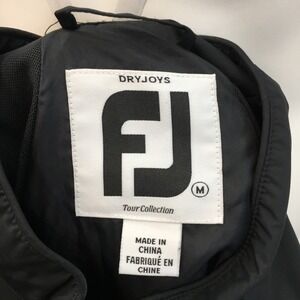 DRYJOYS
FJ
M
Tour Collection
MADE IN
CHINA
FABRIQUÉ EN
CHINE